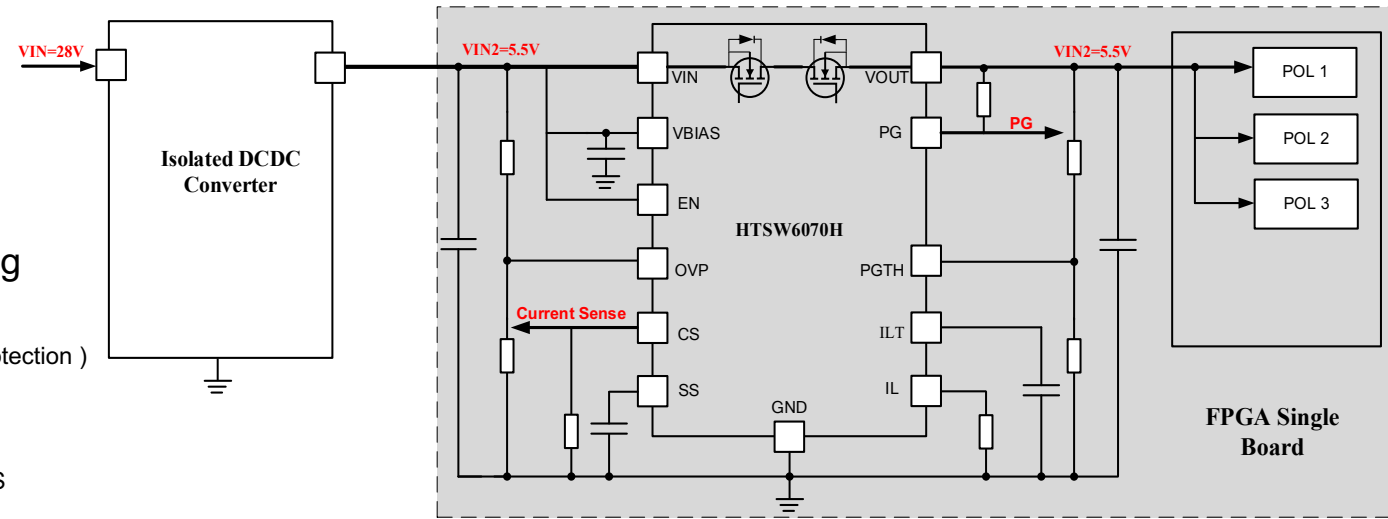 VIN=28V
Isolated DCDC
Converter
g
otection )
s
VIN2=5.5V
VIN2=5.5V
VIN
VOUT
VBIAS
PG
PG
EN
HTSW6070H
OVP
PGTH
Current Sense
CS
ILT
SS
IL
GND
POL 1
POL 2
POL 3
FPGA Single
Board